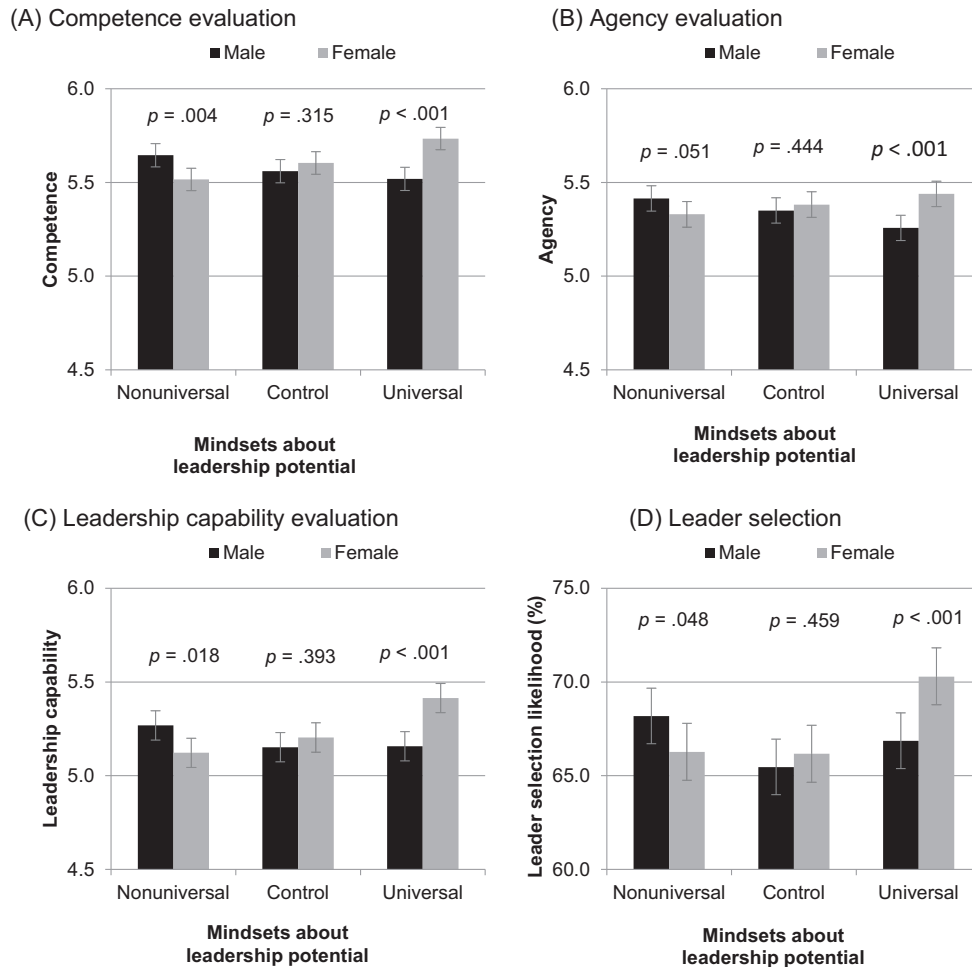 (A) Competence evaluation
Male Female
6.0
5.5
5.0
4.5
Competence
p = .004 p = .315 p < .001
Nonuniversal Control Universal
Mindsets about
leadership potential
(B) Agency evaluation
Male Female
6.0
5.5
5.0
4.5
Agency
p = .051 p = .444 p < .001
Nonuniversal Control Universal
Mindsets about
leadership potential
(C) Leadership capability evaluation
Male Female
6.0
5.5
5.0
4.5
Leadership capability
p = .018 p = .393 p < .001
Nonuniversal Control Universal
Mindsets about
leadership potential
(D) Leader selection
Male Female
75.0
70.0
65.0
60.0
Leader selection likelihood (%)
p = .048 p = .459 p < .001
Nonuniversal Control Universal
Mindsets about
leadership potential